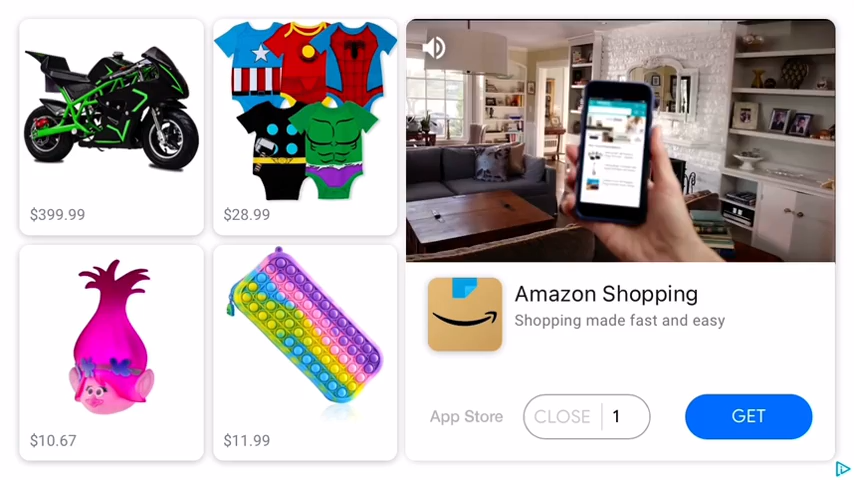 $399.99
$28.99
$10.67
$11.99
Amazon Shopping
Shopping made fast and easy
App Store
CLOSE
1
GET